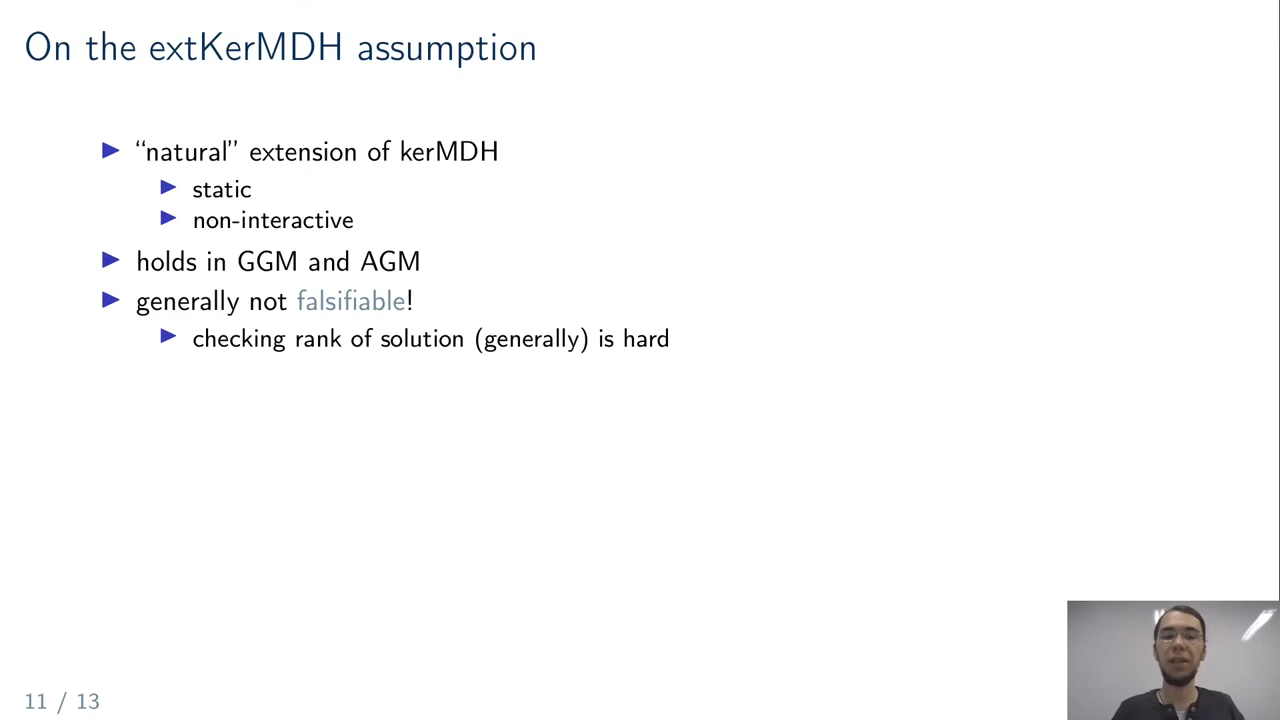 On the extKerMDH assumption
“natural” extension of kerMDH
static
non-interactive
holds in GGM and AGM
generally not falsifiable!
checking rank of solution (generally) is hard
11 / 13